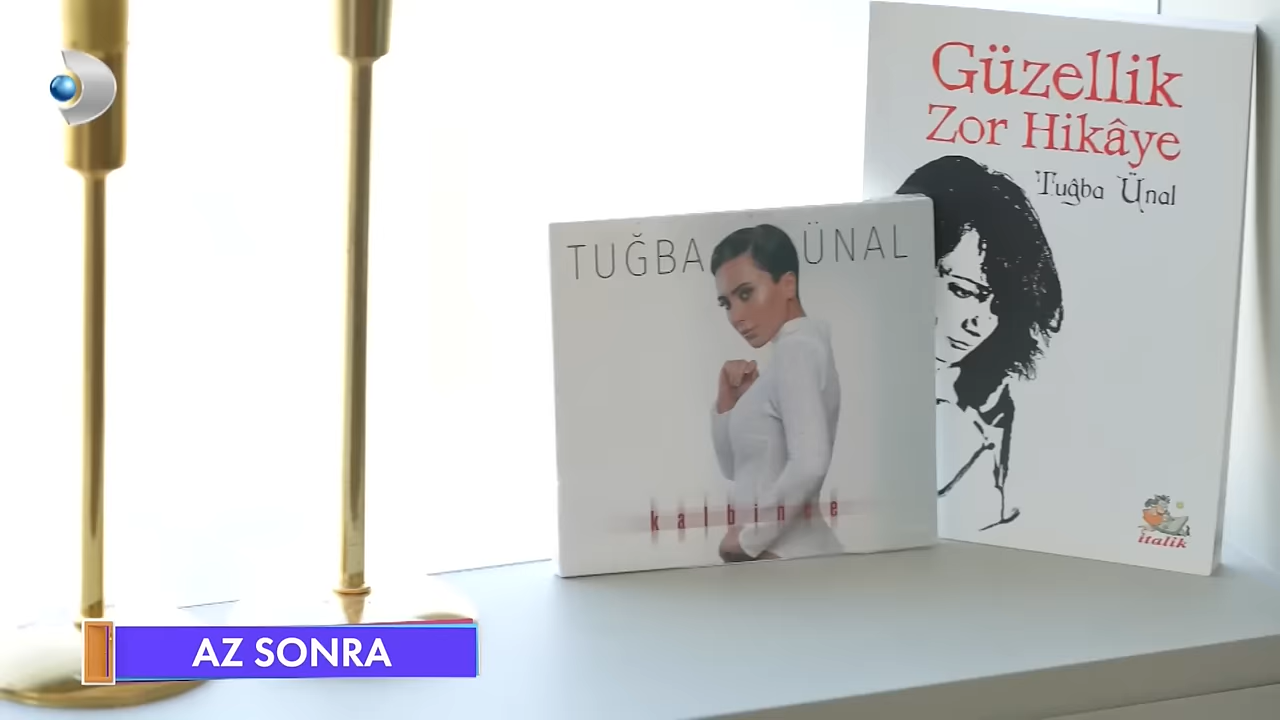 Güzellik
Zor Hikâye
Tuğba Ünal
TUĞBA ÜNAL
kalbince
italik
AZ SONRA